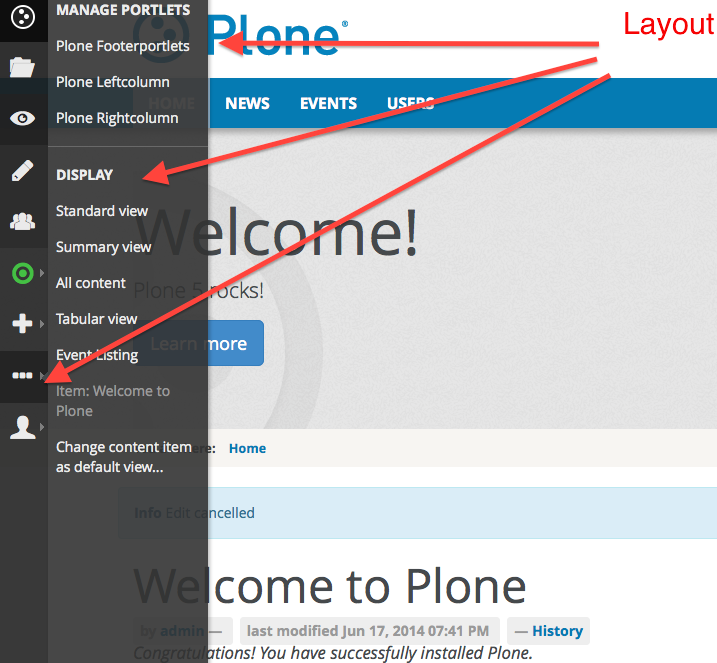 MANAGE PORTLETS
Plone Footerportlets
Plone Leftcolumn
Plone Rightcolumn
DISPLAY
Standard view
Summary view
All content
Tabular view
Event Listing
Item: Welcome to
Plone
Change content item
as default view...
Plone®
Layout
HOME NEWS EVENTS USERS
Welcome!
Plone 5 rocks!
Learn more
ere: Home
Info Edit cancelled
Welcome to Plone
by admin — last modified Jun 17, 2014 07:41 PM — History
Congratulations! You have successfully installed Plone.